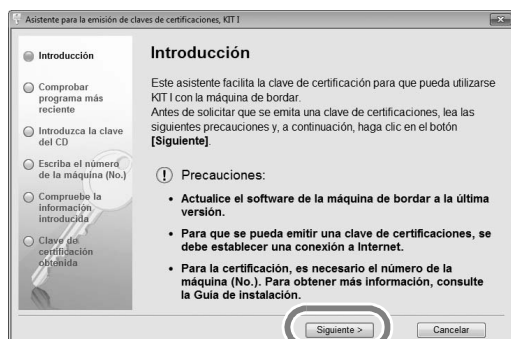 Asistente para la emisión de claves de certificaciones, KIT I
Introducción
Comprobar
programa más
reciente
Introduzca la clave
del CD
Escriba el número
de la máquina (No.)
Compruebe la
información
introducida
Clave de
certificación
obtenida
Introducción
Este asistente facilita la clave de certificación para que pueda utilizarse
KIT I con la máquina de bordar.
Antes de solicitar que se emita una clave de certificaciones, lea las
siguientes precauciones y, a continuación, haga clic en el botón
[Siguiente].
Precauciones:
• Actualice el software de la máquina de bordar a la última
versión.
• Para que se pueda emitir una clave de certificaciones, se
debe establecer una conexión a Internet.
• Para la certificación, es necesario el número de la
máquina (No.). Para obtener más información, consulte
la Guía de instalación.
Siguiente >
Cancelar